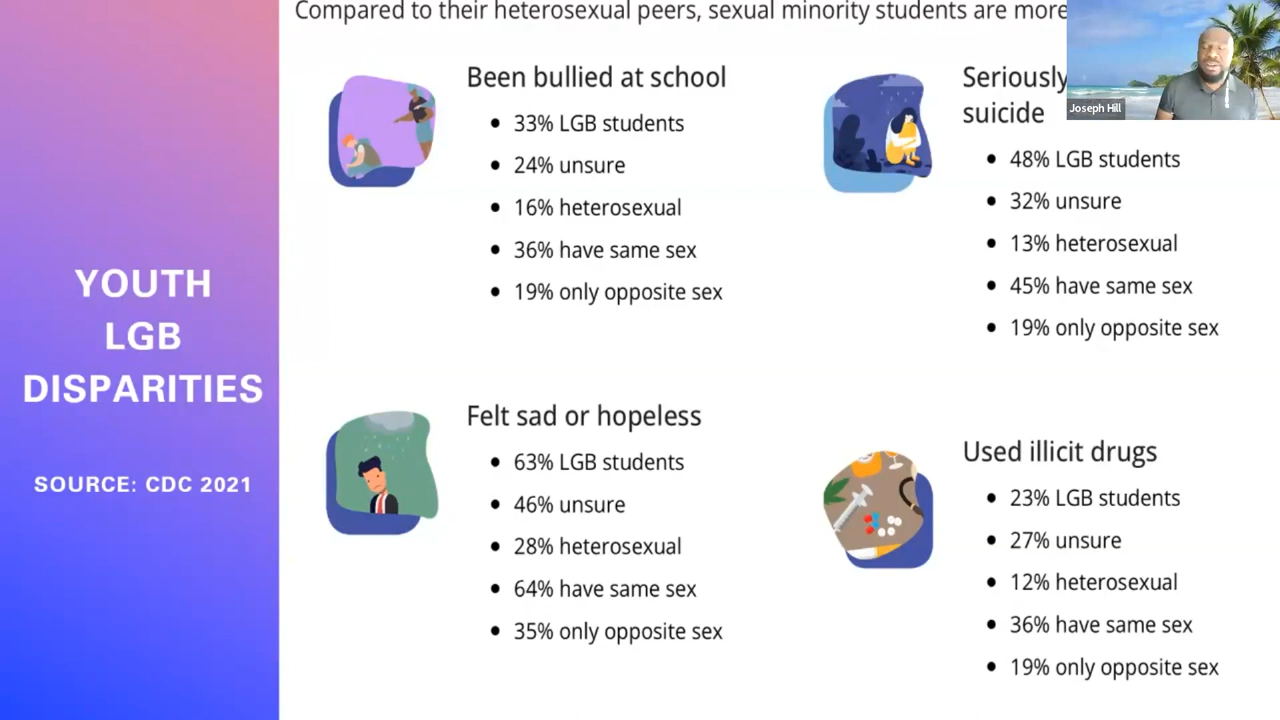 Compared to their heterosexual peers, sexual minority students are more
YOUTH
LGB
DISPARITIES
SOURCE: CDC 2021
Been bullied at school
• 33% LGB students
• 24% unsure
• 16% heterosexual
• 36% have same sex
• 19% only opposite sex
Seriously
suicide
• 48% LGB students
• 32% unsure
• 13% heterosexual
• 45% have same sex
• 19% only opposite sex
Felt sad or hopeless
• 63% LGB students
• 46% unsure
• 28% heterosexual
• 64% have same sex
• 35% only opposite sex
Used illicit drugs
• 23% LGB students
• 27% unsure
• 12% heterosexual
• 36% have same sex
• 19% only opposite sex
Joseph Hill